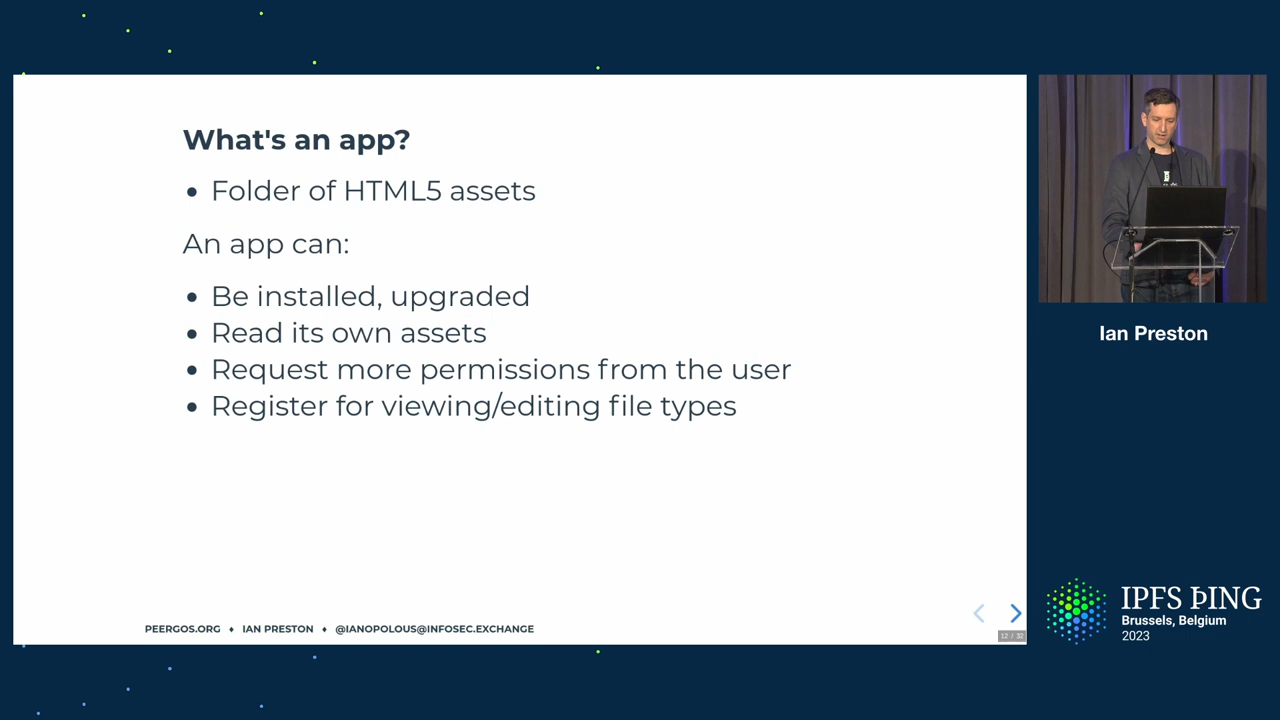 What's an app?
• Folder of HTML5 assets
An app can:
• Be installed, upgraded
• Read its own assets
• Request more permissions from the user
• Register for viewing/editing file types
PEERGOS.ORG ♦ IAN PRESTON ♦ @IANOPOLOUS@INFOSEC.EXCHANGE
12 / 32
Ian Preston
IPFS ÞING
Brussels, Belgium
2023